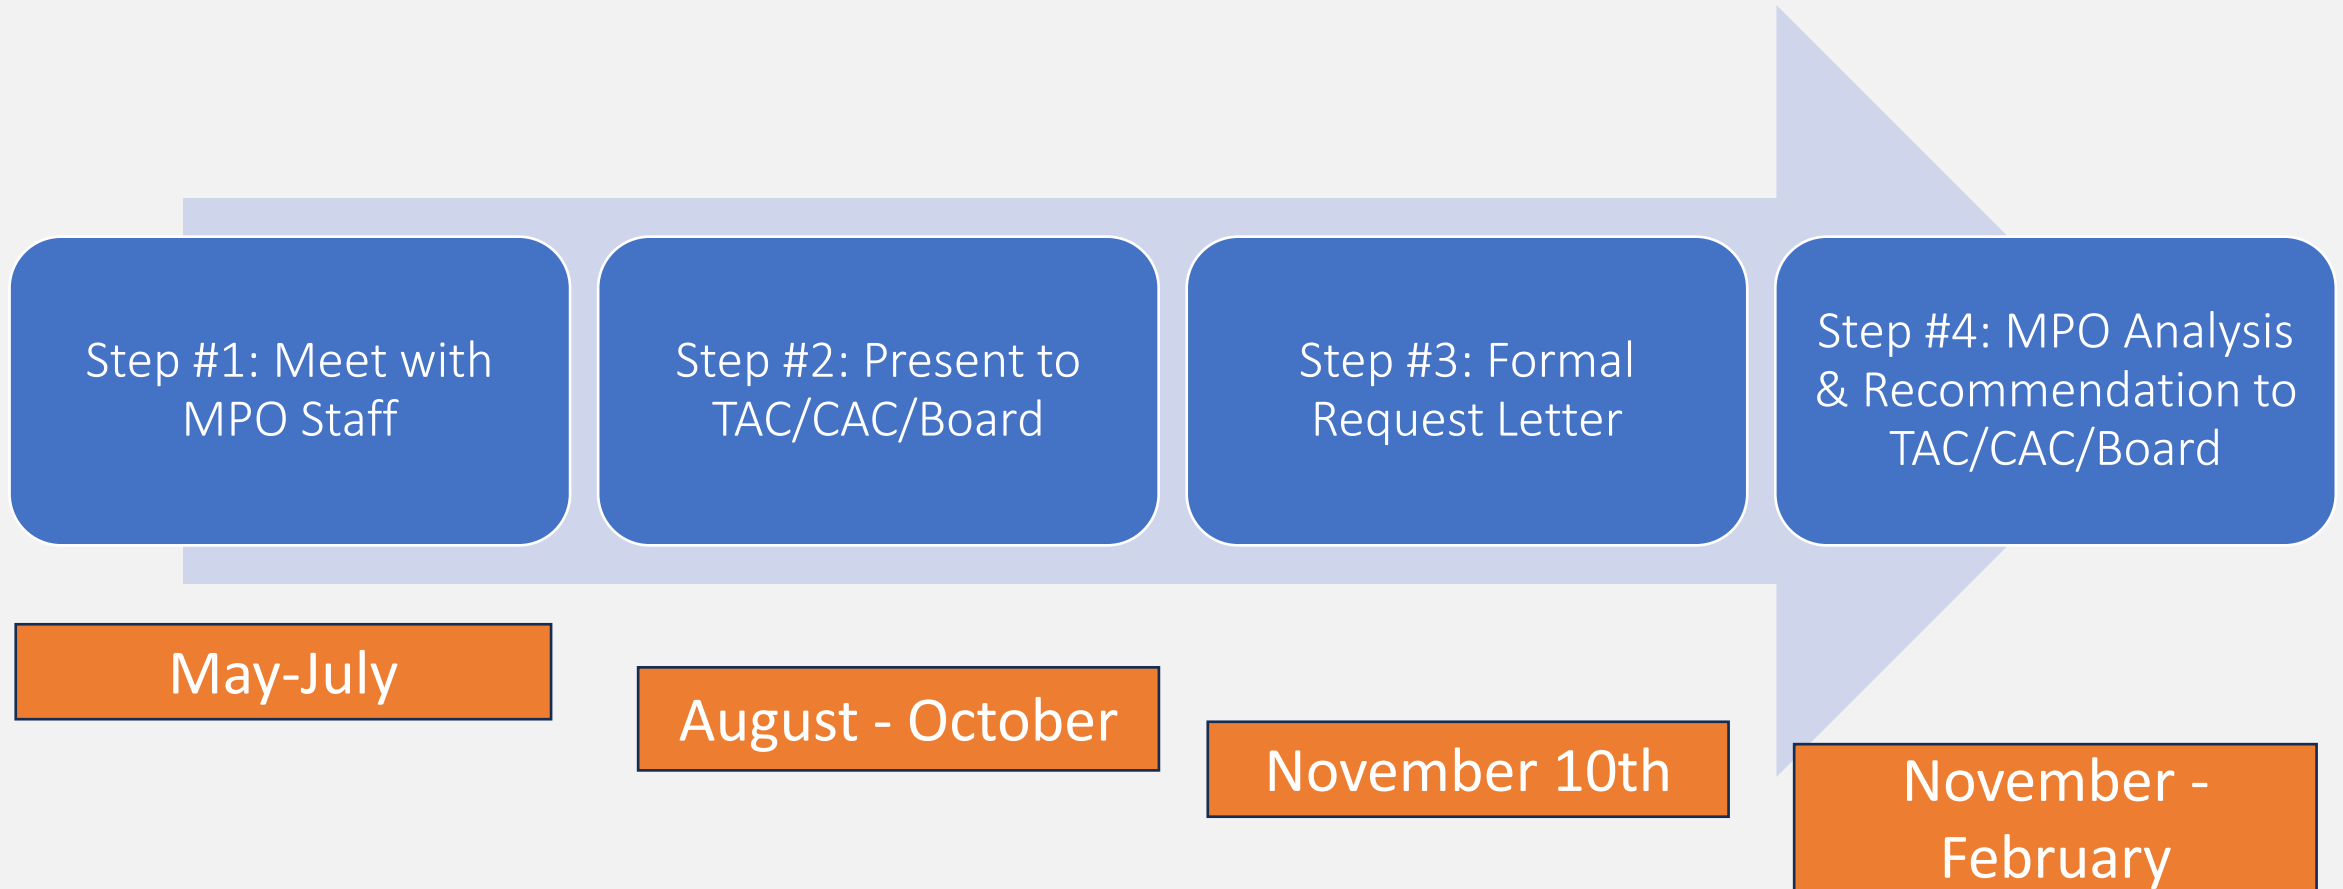 Step #1: Meet with
MPO Staff
Step #2: Present to
TAC/CAC/Board
Step #3: Formal
Request Letter
Step #4: MPO Analysis
& Recommendation to
TAC/CAC/Board
May-July
August - October
November 10th
November -
February